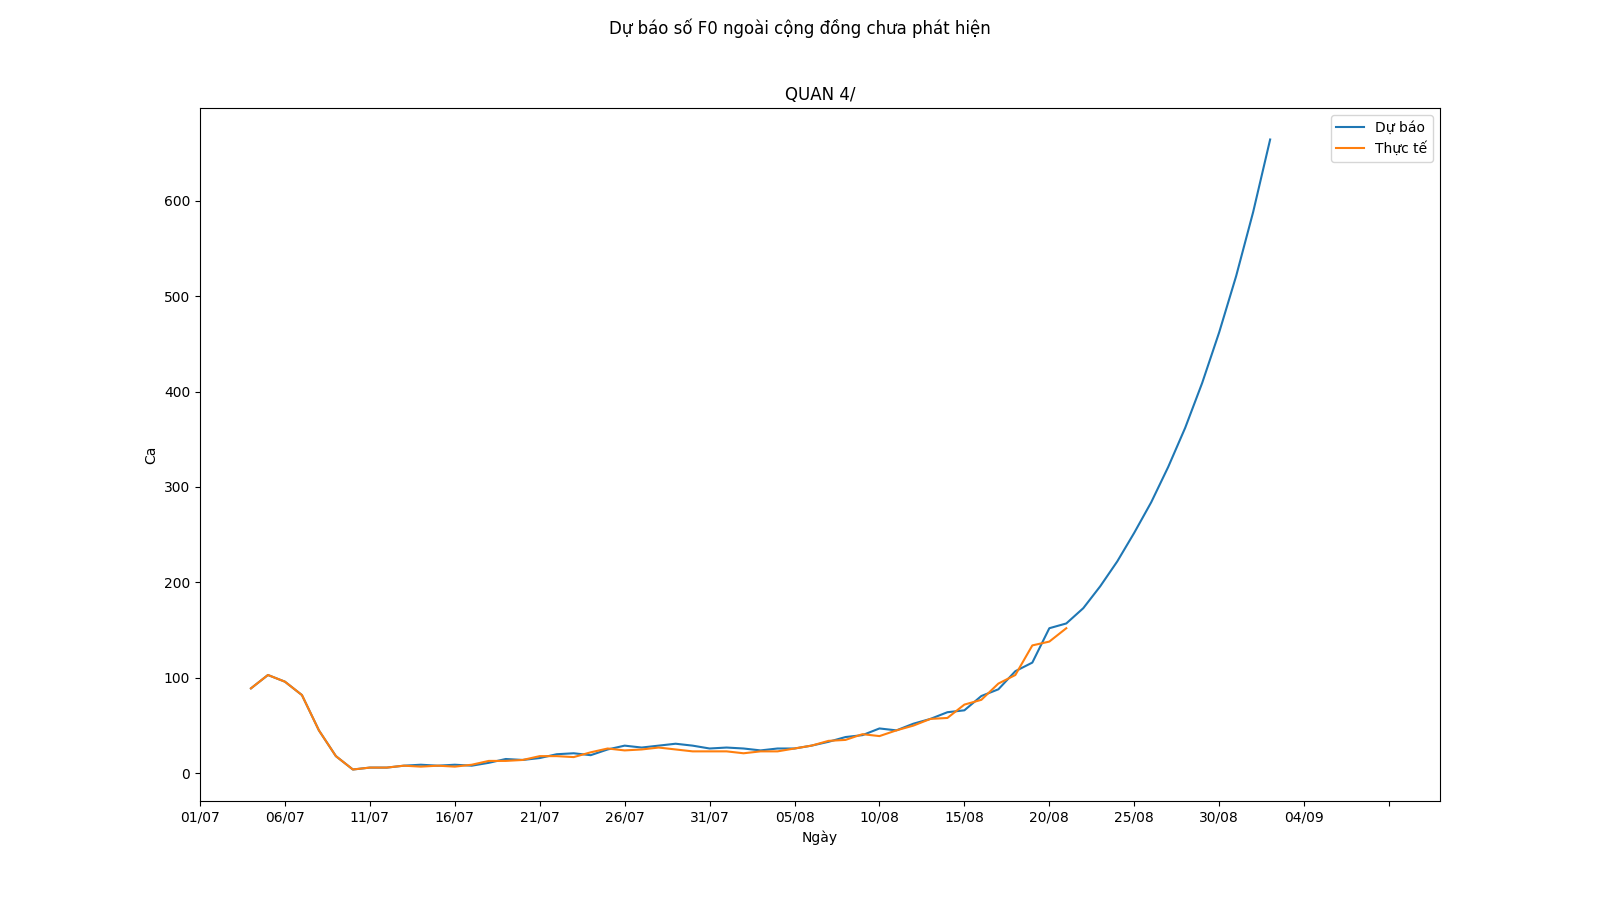 Dự báo số F0 ngoài cộng đồng chưa phát hiện
QUAN 4/
Dự báo
Thực tế
600
500
400
300
200
100
0
Ca
01/07 06/07 11/07 16/07 21/07 26/07 31/07 05/08 10/08 15/08 20/08 25/08 30/08 04/09
Ngày